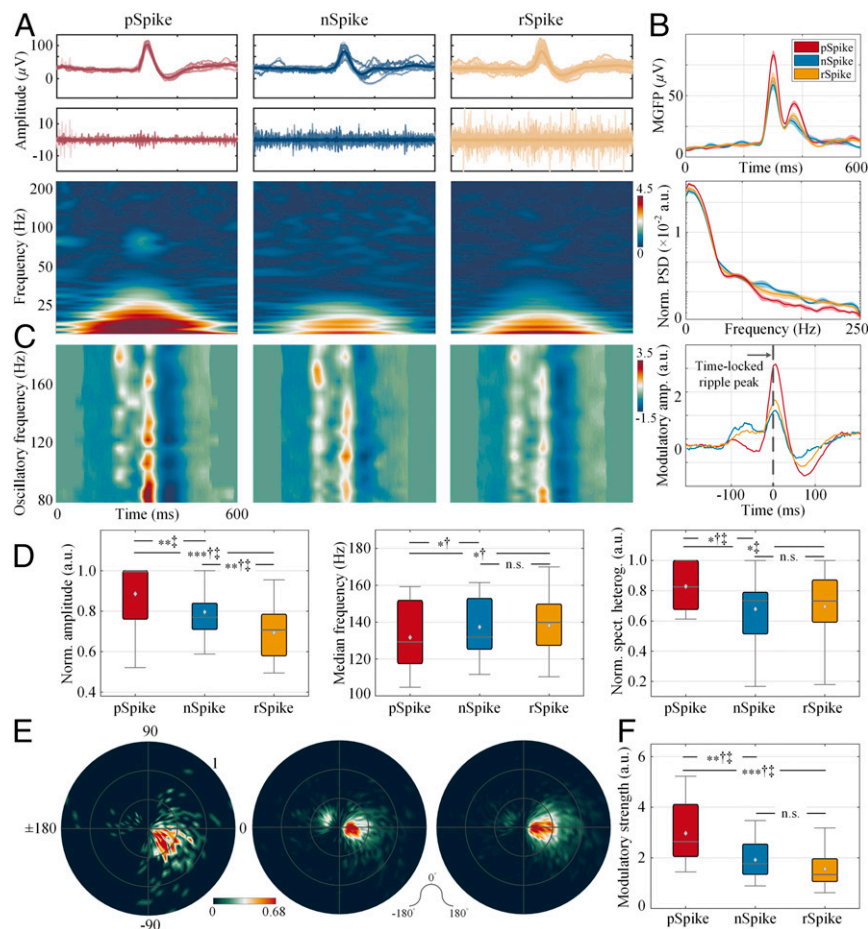 A
pSpike
nSpike
rSpike
B
Amplitude (µV)
100
0
Amplitude
10
-10
Frequency (Hz)
200
100
50
25
4.5
0
MGFP (µV)
50
0
Time (ms)
600
pSpike
nSpike
rSpike
Norm. PSD (×10⁻² a.u.)
1
0
0
Frequency (Hz)
250
C
Oscillatory frequency (Hz)
160
120
80
0
Time (ms)
600
3.5
-1.5
Modulatory amp. (a.u.)
2
0
Time-locked
ripple peak
-100
0
100
Time (ms)
D
Norm. amplitude (a.u.)
1.0
0.8
0.6
0.4
**‡
***†‡
**†‡
pSpike
nSpike
rSpike
Median frequency (Hz)
180
160
140
120
100
*†
*†
n.s.
pSpike
nSpike
rSpike
Norm. spect. heterog. (a.u.)
1.0
0.8
0.6
0.4
0.2
*†‡
*‡
n.s.
pSpike
nSpike
rSpike
E
90
1
±180
0
-90
0
0.68
0°
-180°
180°
F
Modulatory strength (a.u.)
6
4
2
0
**†‡
***†‡
n.s.
pSpike
nSpike
rSpike